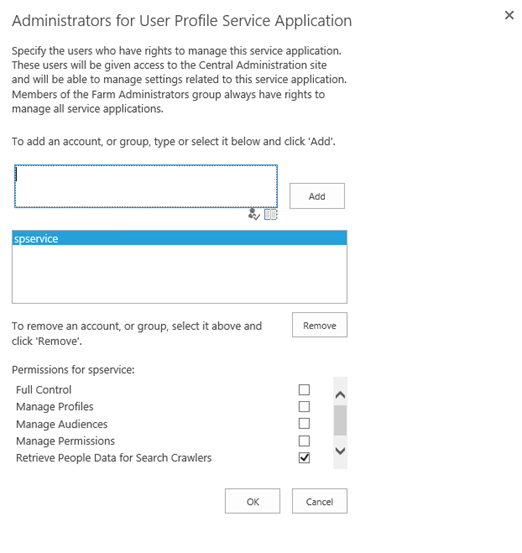 Administrators for User Profile Service Application
Specify the users who have rights to manage this service application.
These users will be given access to the Central Administration site
and will be able to manage settings related to this service application.
Members of the Farm Administrators group always have rights to
manage all service applications.
To add an account, or group, type or select it below and click 'Add'.
Add
spservice
To remove an account, or group, select it above and
click 'Remove'.
Remove
Permissions for spservice:
Full Control
Manage Profiles
Manage Audiences
Manage Permissions
Retrieve People Data for Search Crawlers
OK
Cancel